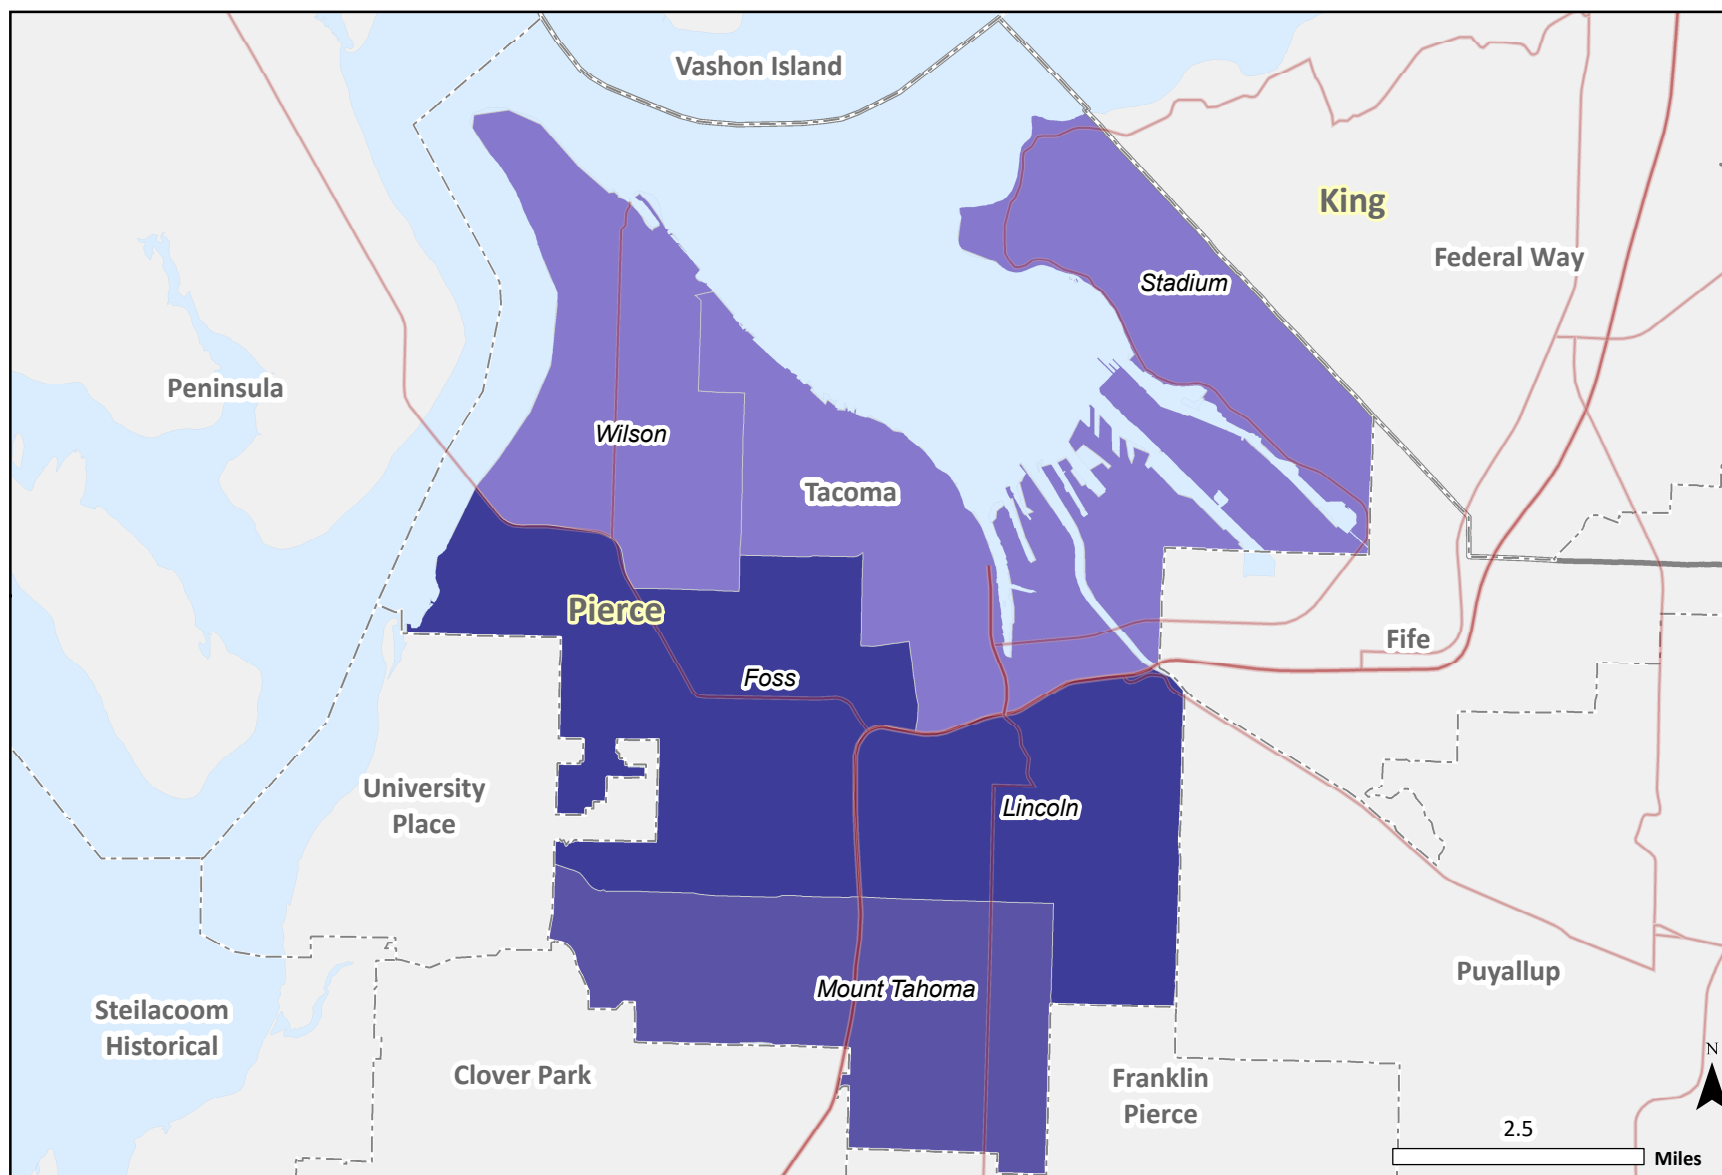 Vashon Island
King
Federal Way
Stadium
Peninsula
Wilson
Tacoma
Pierce
Fife
Foss
University
Place
Lincoln
Puyallup
Mount Tahoma
Steilacoom
Historical
Clover Park
Franklin
Pierce
N
2.5
Miles